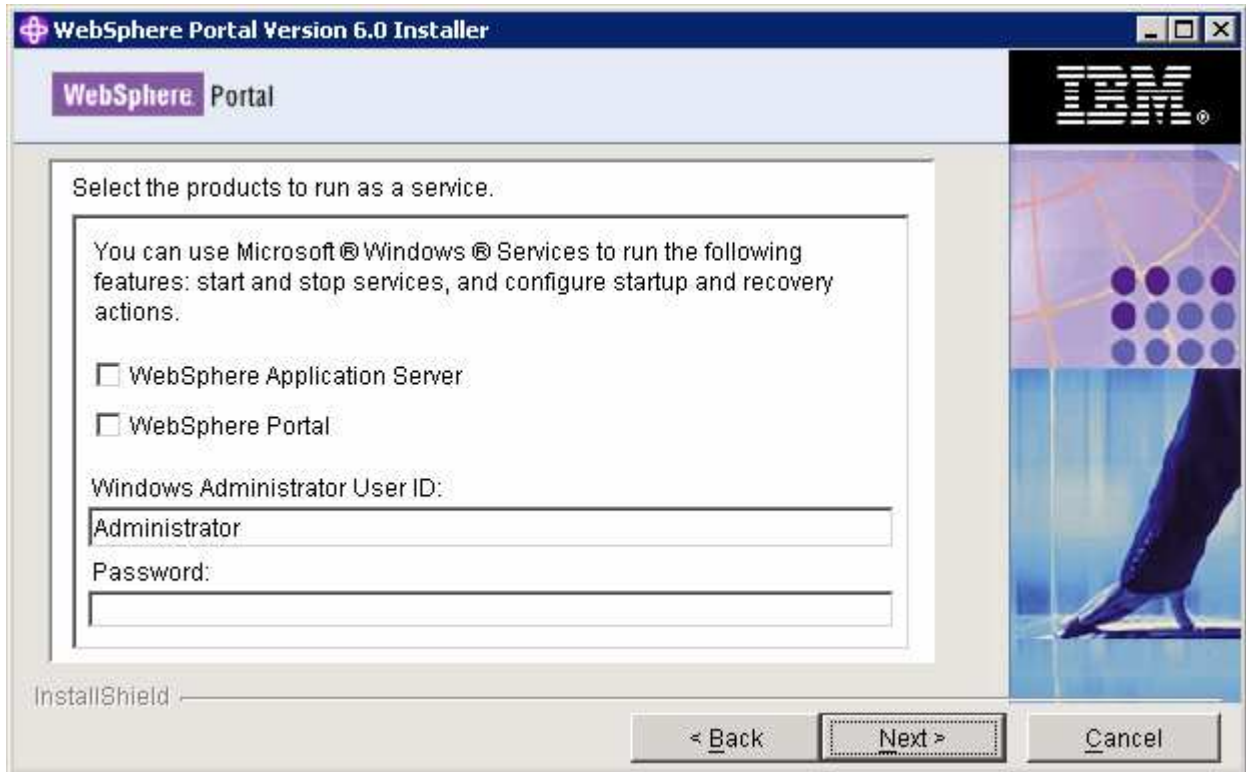 WebSphere Portal Version 6.0 Installer
WebSphere Portal
IBM®
Select the products to run as a service.
You can use Microsoft ® Windows ® Services to run the following
features: start and stop services, and configure startup and recovery
actions.
WebSphere Application Server
WebSphere Portal
Windows Administrator User ID:
Administrator
Password:
InstallShield
< Back
Next >
Cancel